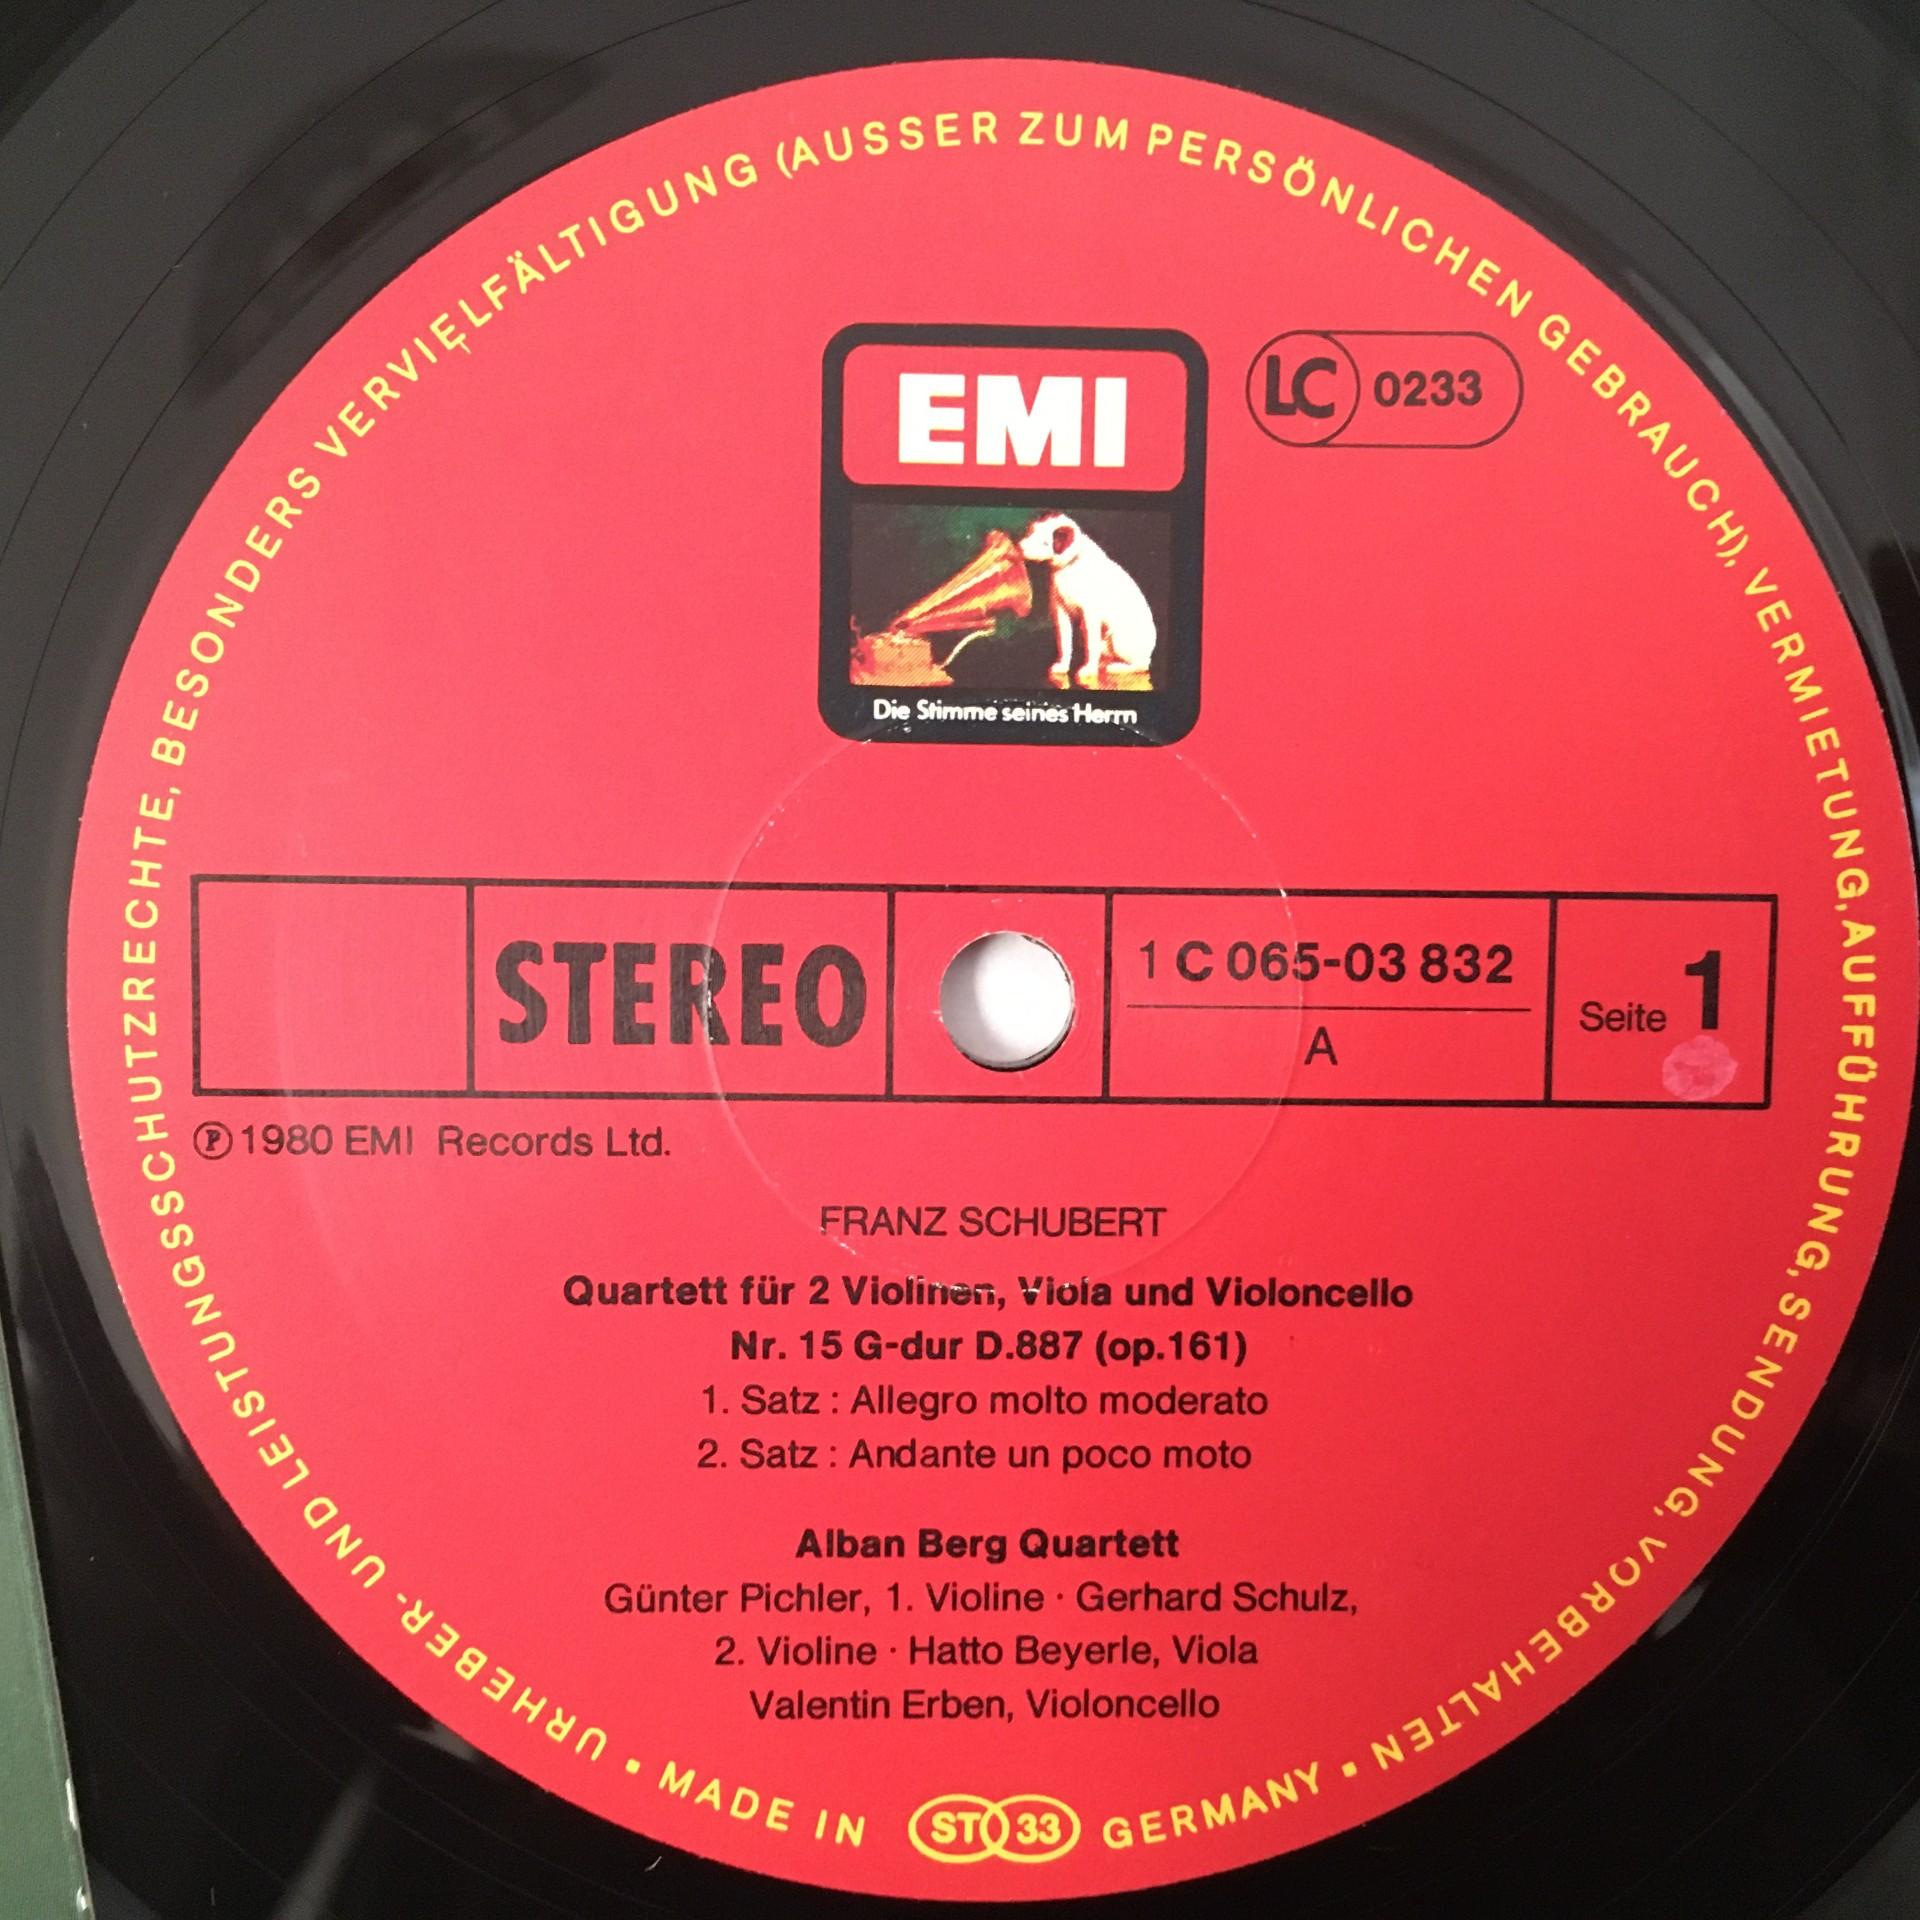 URHEBER- UND LEISTUNGSSCHUTZRECHTE, BESONDERS VERVIELFÄLTIGUNG (AUSSER ZUM PERSÖNLICHEN GEBRAUCH), VERMIETUNG, AUFFÜHRUNG, SENDUNG, VORBEHALTEN
EMI
LC 0233
Die Stimme seines Herrn
STEREO
1 C 065-03 832
A
Seite 1
Ⓟ 1980 EMI Records Ltd.
FRANZ SCHUBERT
Quartett für 2 Violinen, Viola und Violoncello
Nr. 15 G-dur D.887 (op.161)
1. Satz : Allegro molto moderato
2. Satz : Andante un poco moto
Alban Berg Quartett
Günter Pichler, 1. Violine · Gerhard Schulz,
2. Violine · Hatto Beyerle, Viola
Valentin Erben, Violoncello
▪ MADE IN ST 33 GERMANY ▪